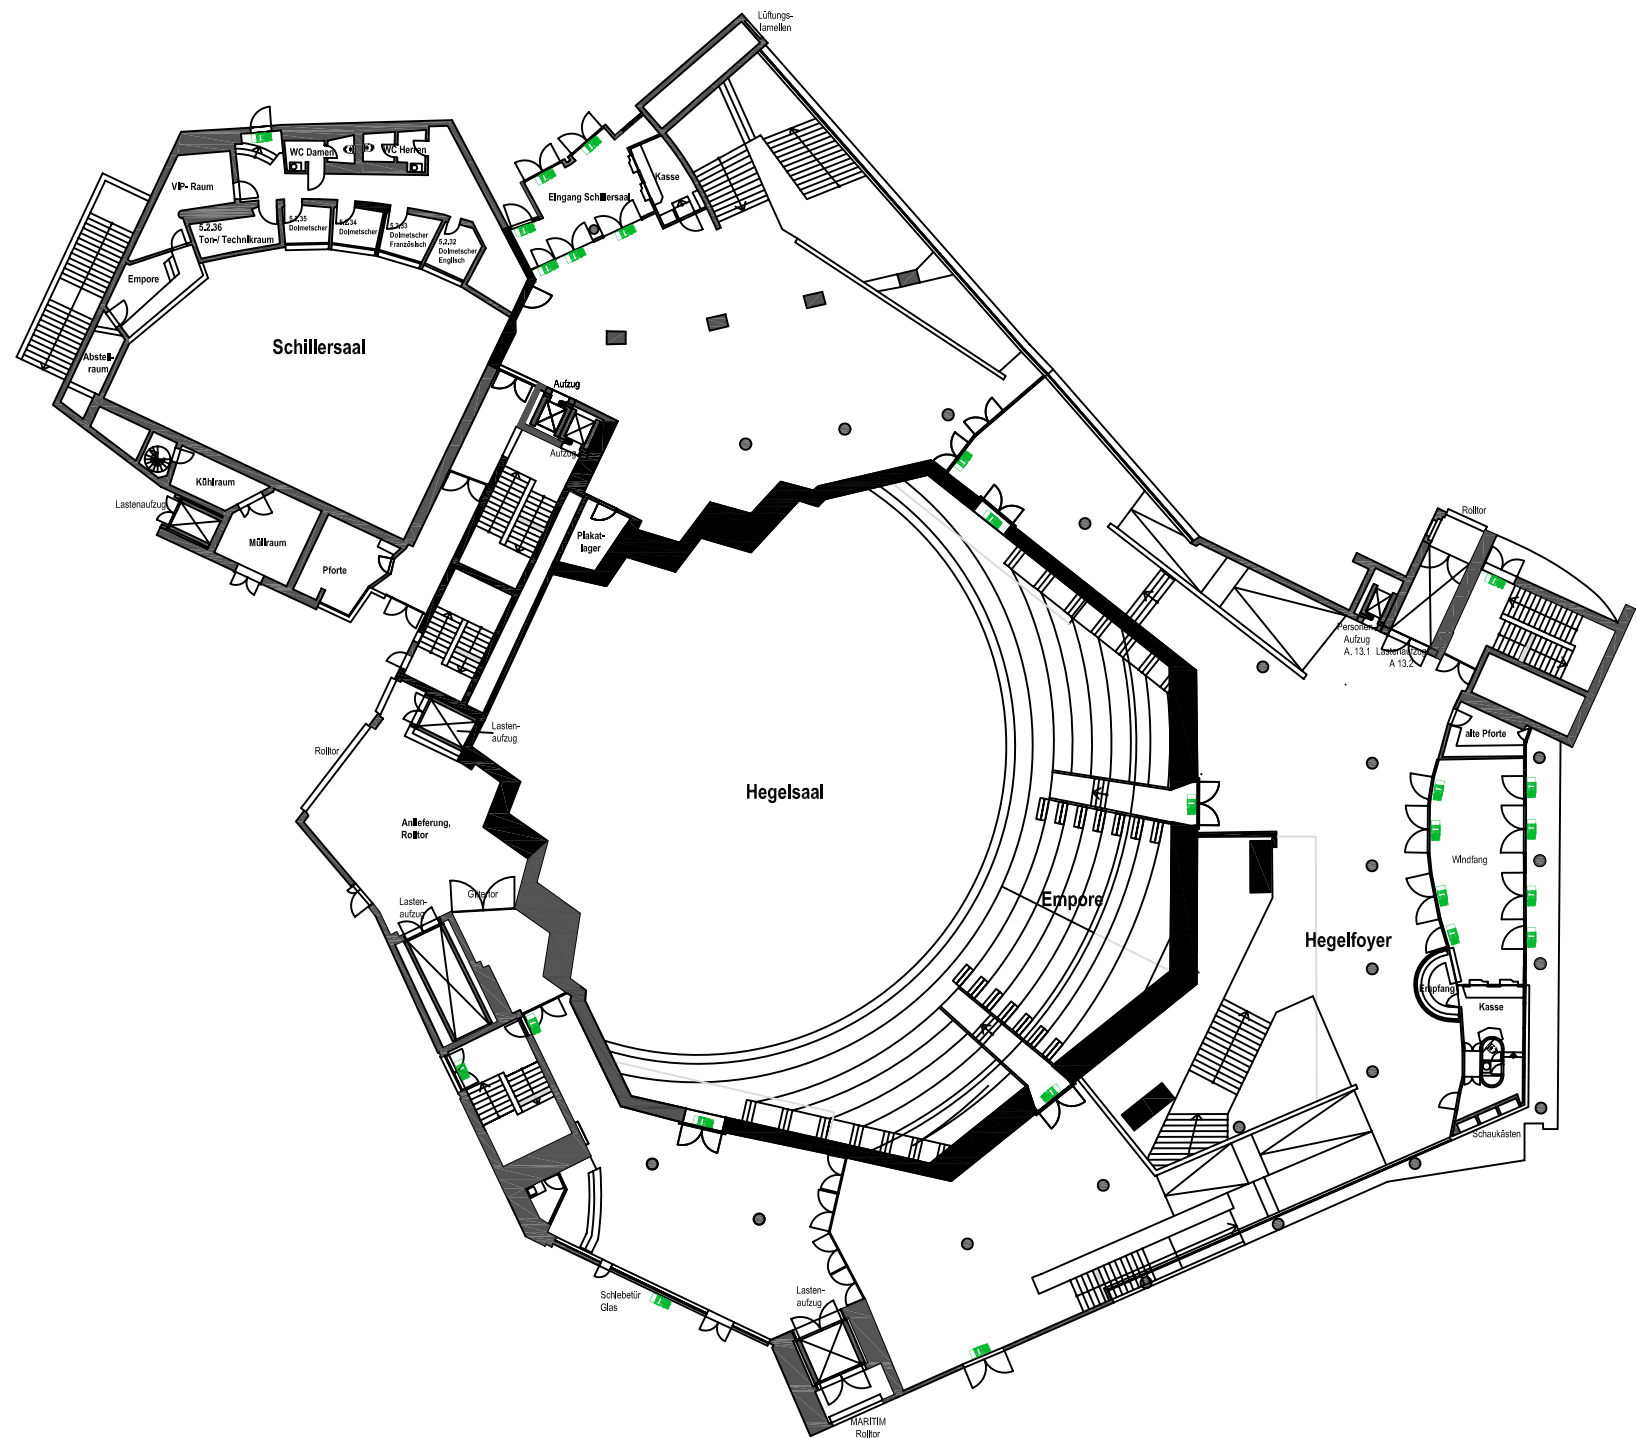 Lüftungs-
lamellen
WC Damen
WC Herren
VIP- Raum
Kasse
Eingang Schillersaal
5.2.36
Ton-/ Technikraum
5.2.35
Dolmetscher
5.2.34
Dolmetscher
5.2.33
Dolmetscher
Französisch
5.2.32
Dolmetscher
Englisch
Empore
Schillersaal
Abstell-
raum
Aufzug
Aufzug
Kühlraum
Lastenaufzug
Müllraum
Pforte
Plakat-
lager
Rolltor
Personen
Aufzug
A. 13.1
Lastenaufzug
A 13.2
alte Pforte
Lasten-
aufzug
Rolltor
Hegelsaal
Anlieferung,
Rolltor
Windfang
Gittertor
Lasten-
aufzug
Empore
Hegelfoyer
Empfang
Kasse
Schaukästen
Schiebetür
Glas
Lasten-
aufzug
MARITIM
Rolltor